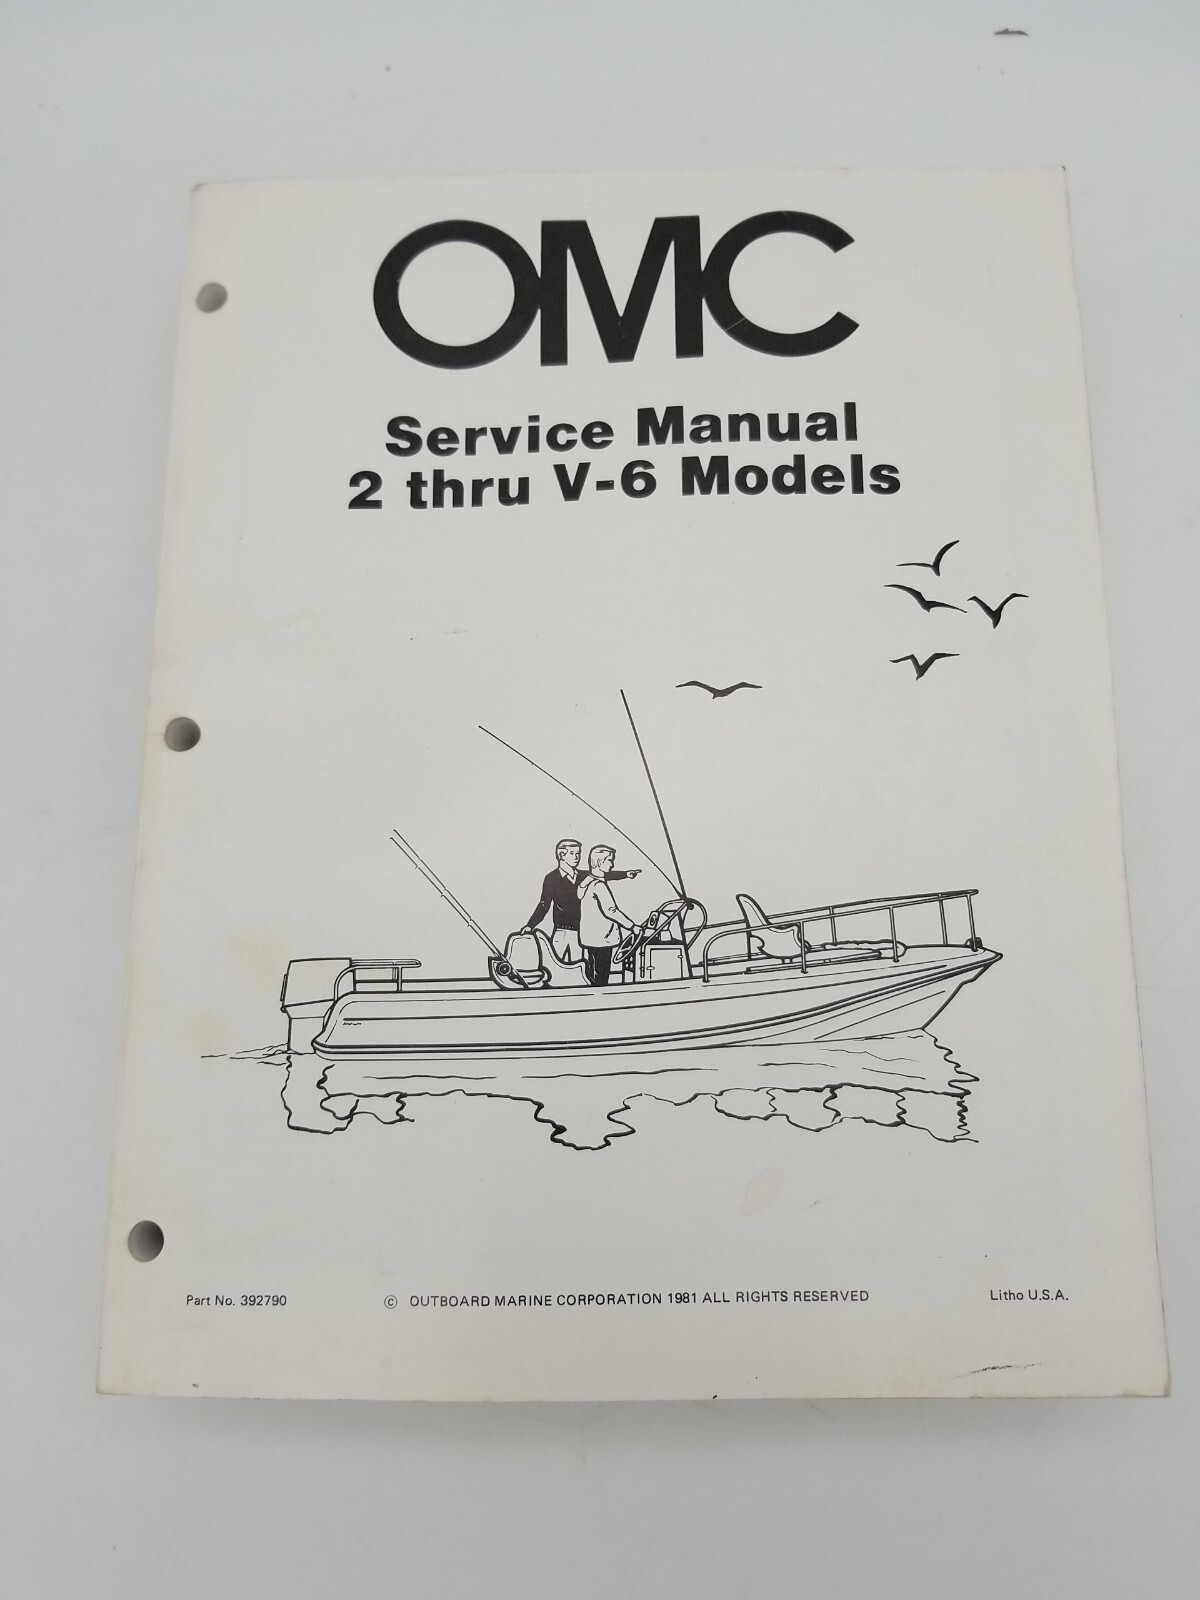 OMC
Service Manual
2 thru V-6 Models
Part No. 392790 © OUTBOARD MARINE CORPORATION 1981 ALL RIGHTS RESERVED Litho U.S.A.